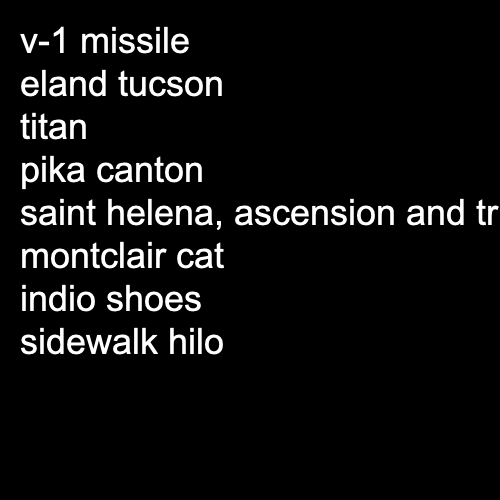 v-1 missile
eland tucson
titan
pika canton
saint helena, ascension and tr
montclair cat
indio shoes
sidewalk hilo